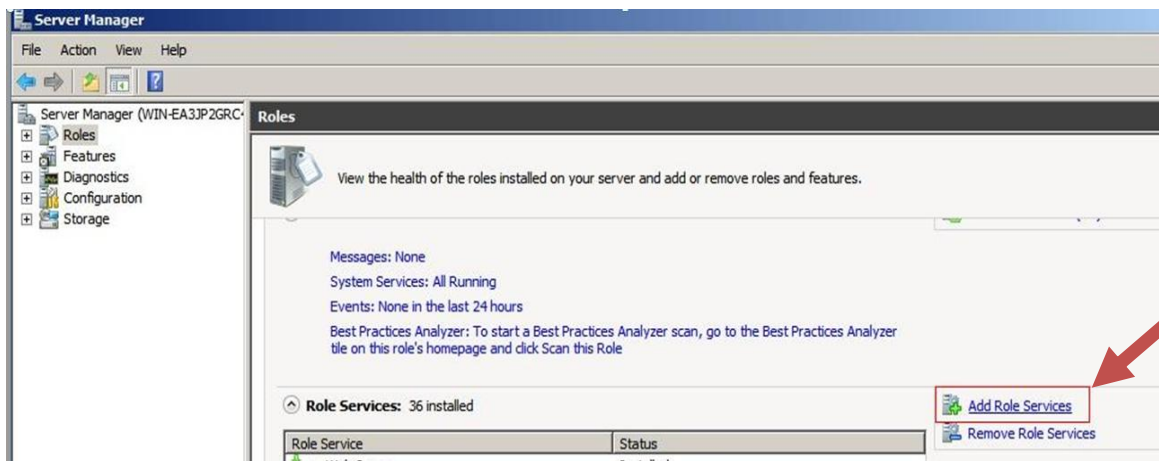 Server Manager
File Action View Help
Server Manager (WIN-EA3JP2GRC
Roles
Features
Diagnostics
Configuration
Storage
Roles
View the health of the roles installed on your server and add or remove roles and features.
Messages: None
System Services: All Running
Events: None in the last 24 hours
Best Practices Analyzer: To start a Best Practices Analyzer scan, go to the Best Practices Analyzer
tile on this role's homepage and click Scan this Role
Role Services: 36 installed
Add Role Services
Remove Role Services
Role Service Status